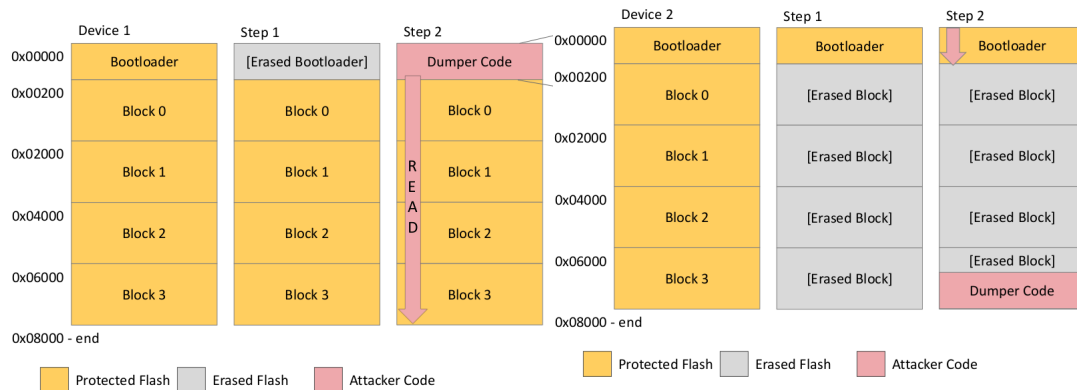 Device 1
Step 1
Step 2
0x00000
0x00200
0x02000
0x04000
0x06000
0x08000 - end
Bootloader
Block 0
Block 1
Block 2
Block 3
[Erased Bootloader]
Block 0
Block 1
Block 2
Block 3
Dumper Code
Block 0
Block 1
Block 2
Block 3
R
E
A
D
Protected Flash
Erased Flash
Attacker Code
Device 2
Step 1
Step 2
0x00000
0x00200
0x02000
0x04000
0x06000
0x08000 - end
Bootloader
Block 0
Block 1
Block 2
Block 3
Bootloader
[Erased Block]
[Erased Block]
[Erased Block]
[Erased Block]
Bootloader
[Erased Block]
[Erased Block]
[Erased Block]
[Erased Block]
Dumper Code
Protected Flash
Erased Flash
Attacker Code